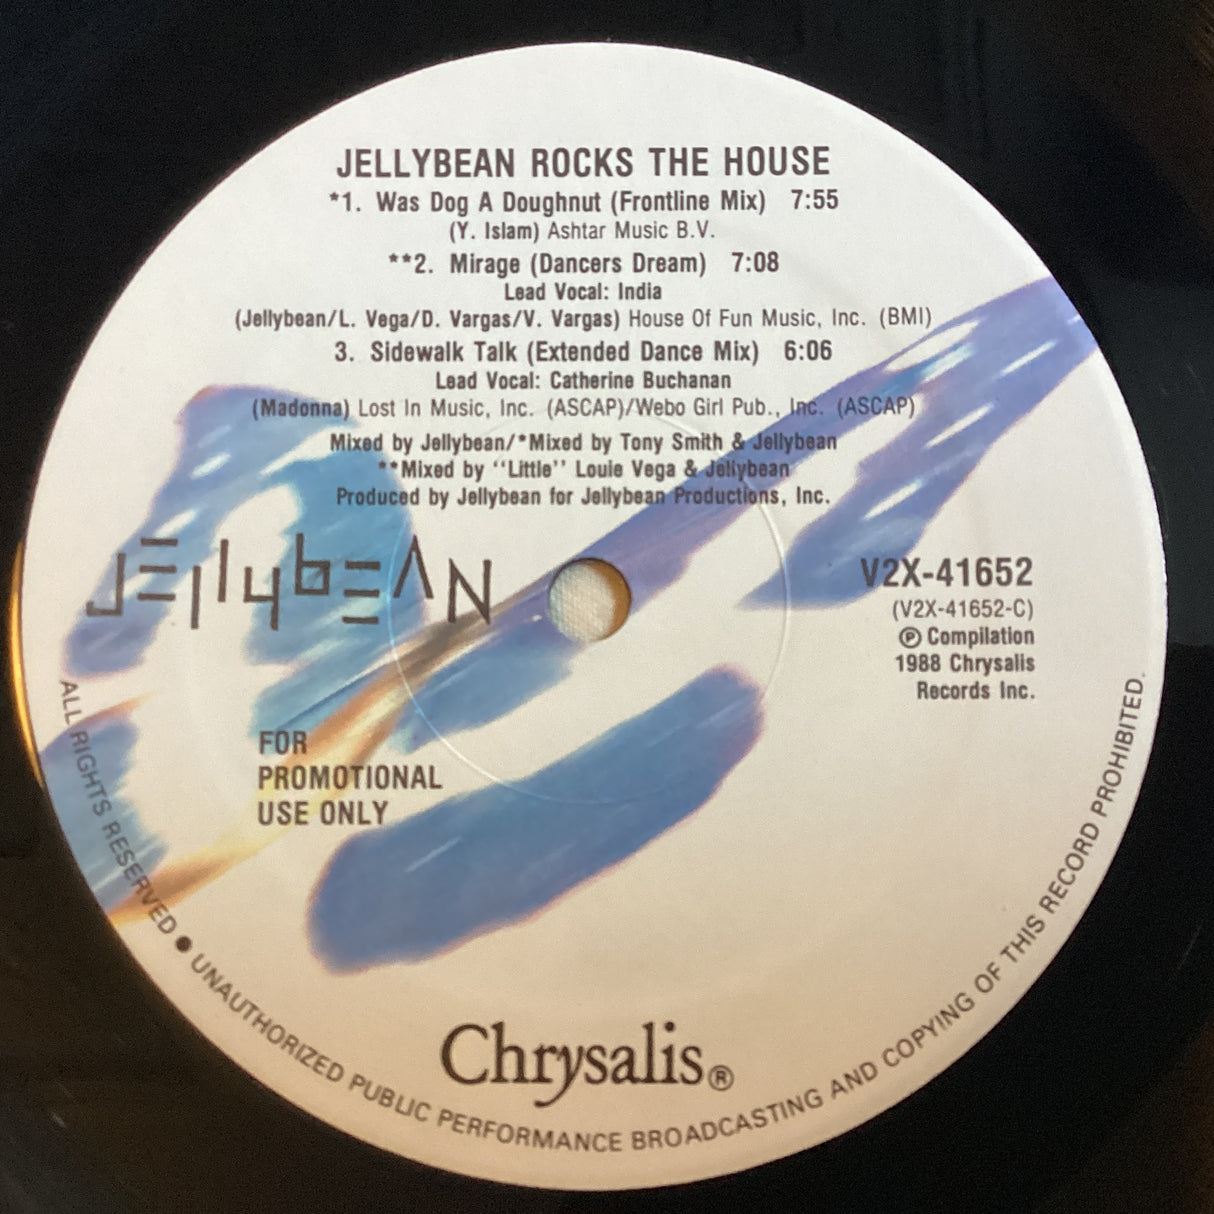 JELLYBEAN ROCKS THE HOUSE
*1. Was Dog A Doughnut (Frontline Mix) 7:55
(Y. Islam) Ashtar Music B.V.
**2. Mirage (Dancers Dream) 7:08
Lead Vocal: India
(Jellybean/L. Vega/D. Vargas/V. Vargas) House Of Fun Music, Inc. (BMI)
3. Sidewalk Talk (Extended Dance Mix) 6:06
Lead Vocal: Catherine Buchanan
(Madonna) Lost In Music, Inc. (ASCAP)/Webo Girl Pub., Inc. (ASCAP)
Mixed by Jellybean/*Mixed by Tony Smith & Jellybean
**Mixed by "Little" Louie Vega & Jellybean
Produced by Jellybean for Jellybean Productions, Inc.
JEllybEAN
V2X-41652
(V2X-41652-C)
℗ Compilation
1988 Chrysalis
Records Inc.
FOR
PROMOTIONAL
USE ONLY
Chrysalis®
ALL RIGHTS RESERVED ● UNAUTHORIZED PUBLIC PERFORMANCE BROADCASTING AND COPYING OF THIS RECORD PROHIBITED.